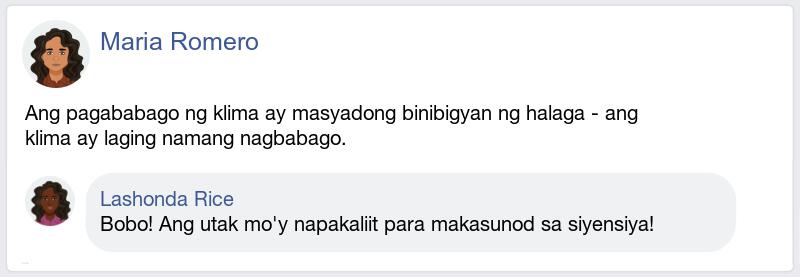 Maria Romero
Ang pagababago ng klima ay masyadong binibigyan ng halaga - ang
klima ay laging namang nagbabago.
Lashonda Rice
Bobo! Ang utak mo'y napakaliit para makasunod sa siyensiya!